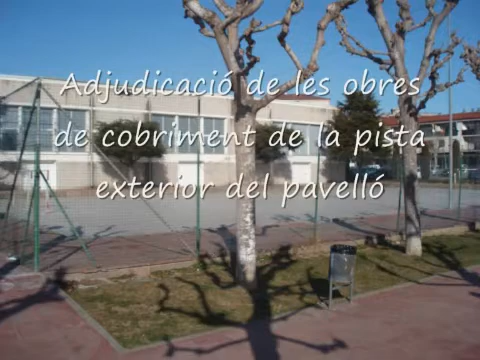 Adjudicació de les obres
de cobriment de la pista
exterior del pavelló